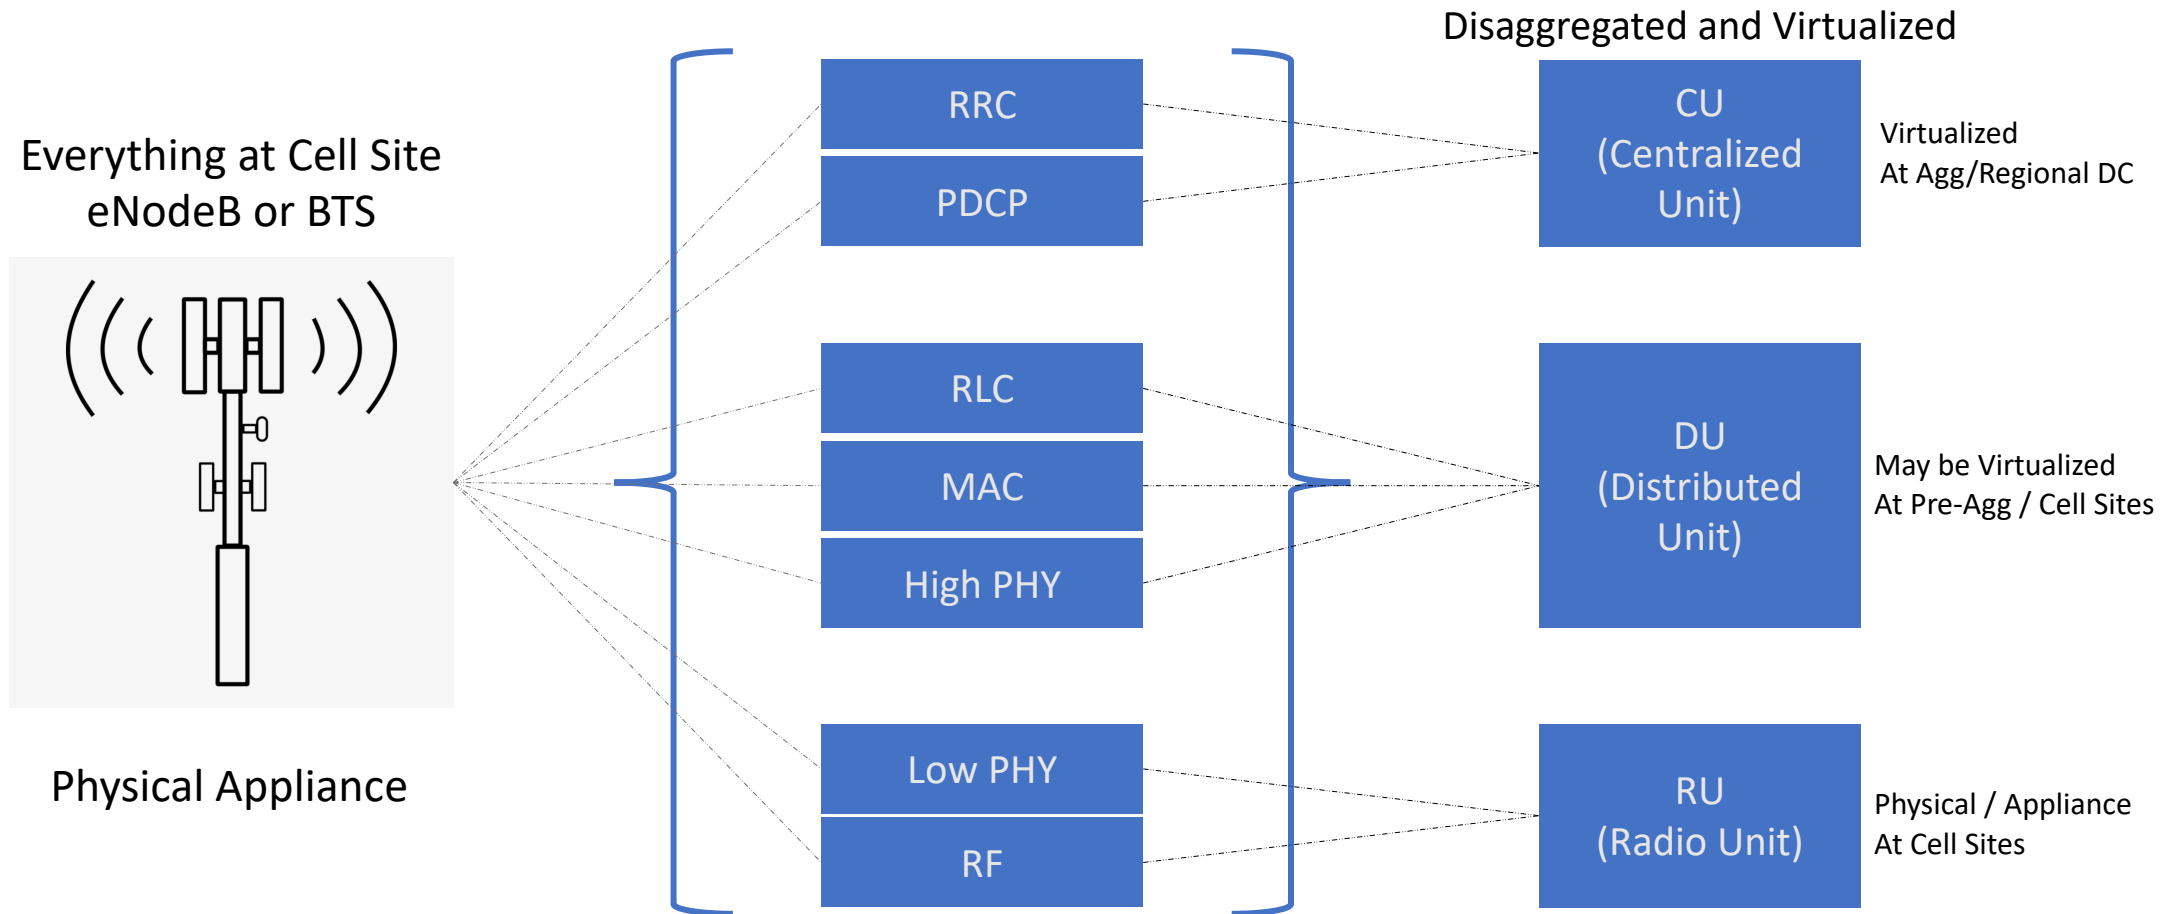 Disaggregated and Virtualized
Everything at Cell Site
eNodeB or BTS
Physical Appliance
RRC
PDCP
RLC
MAC
High PHY
Low PHY
RF
CU
(Centralized
Unit)
Virtualized
At Agg/Regional DC
DU
(Distributed
Unit)
May be Virtualized
At Pre-Agg / Cell Sites
RU
(Radio Unit)
Physical / Appliance
At Cell Sites